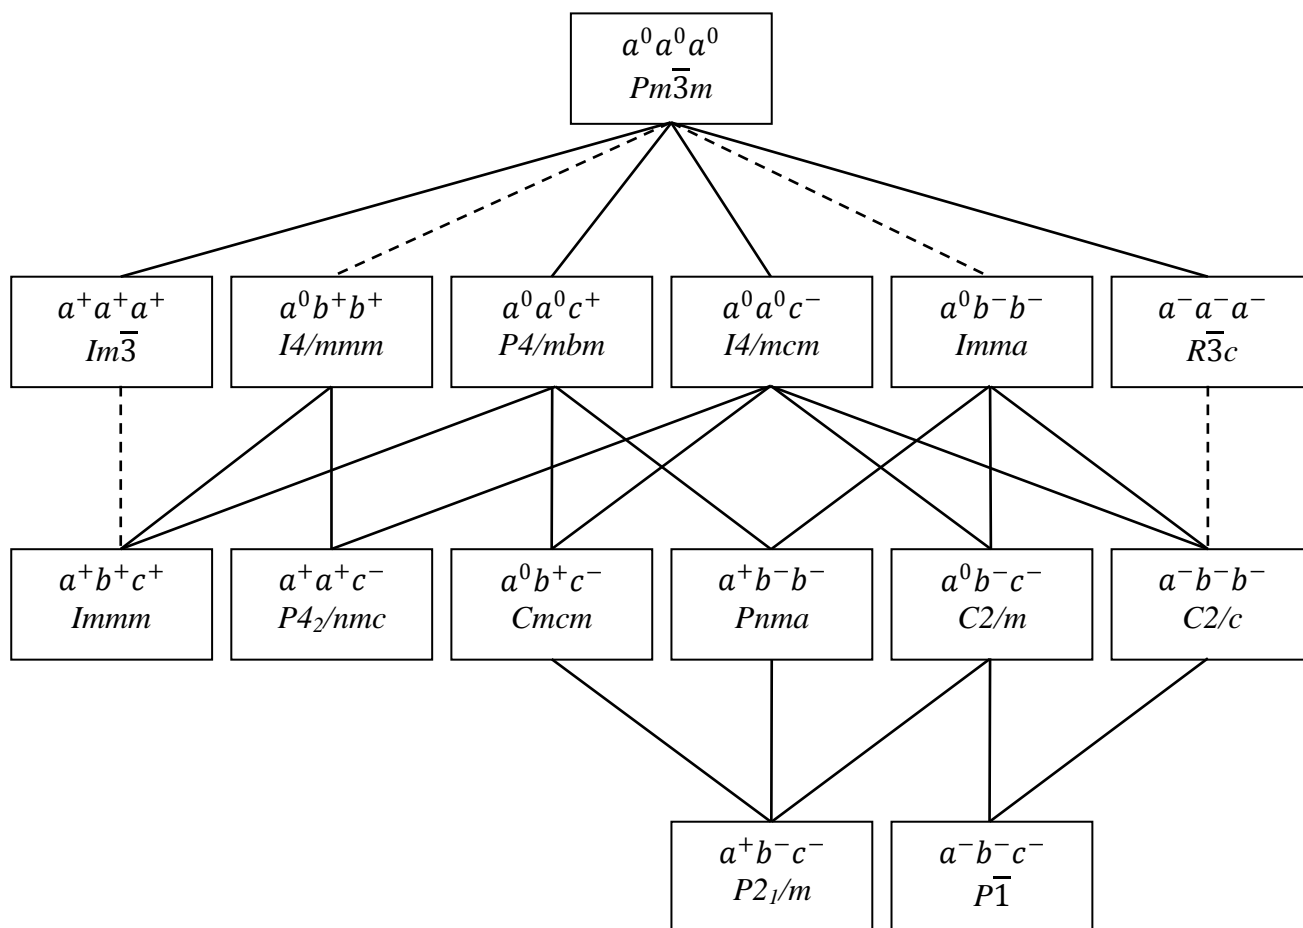 a⁰a⁰a⁰
Pm3̅m
a⁺a⁺a⁺
Im3̅
a⁰b⁺b⁺
I4/mmm
a⁰a⁰c⁺
P4/mbm
a⁰a⁰c⁻
I4/mcm
a⁰b⁻b⁻
Imma
a⁻a⁻a⁻
R3̅c
a⁺b⁺c⁺
Immm
a⁺a⁺c⁻
P4₂/nmc
a⁰b⁺c⁻
Cmcm
a⁺b⁻b⁻
Pnma
a⁰b⁻c⁻
C2/m
a⁻b⁻b⁻
C2/c
a⁺b⁻c⁻
P2₁/m
a⁻b⁻c⁻
P1̅